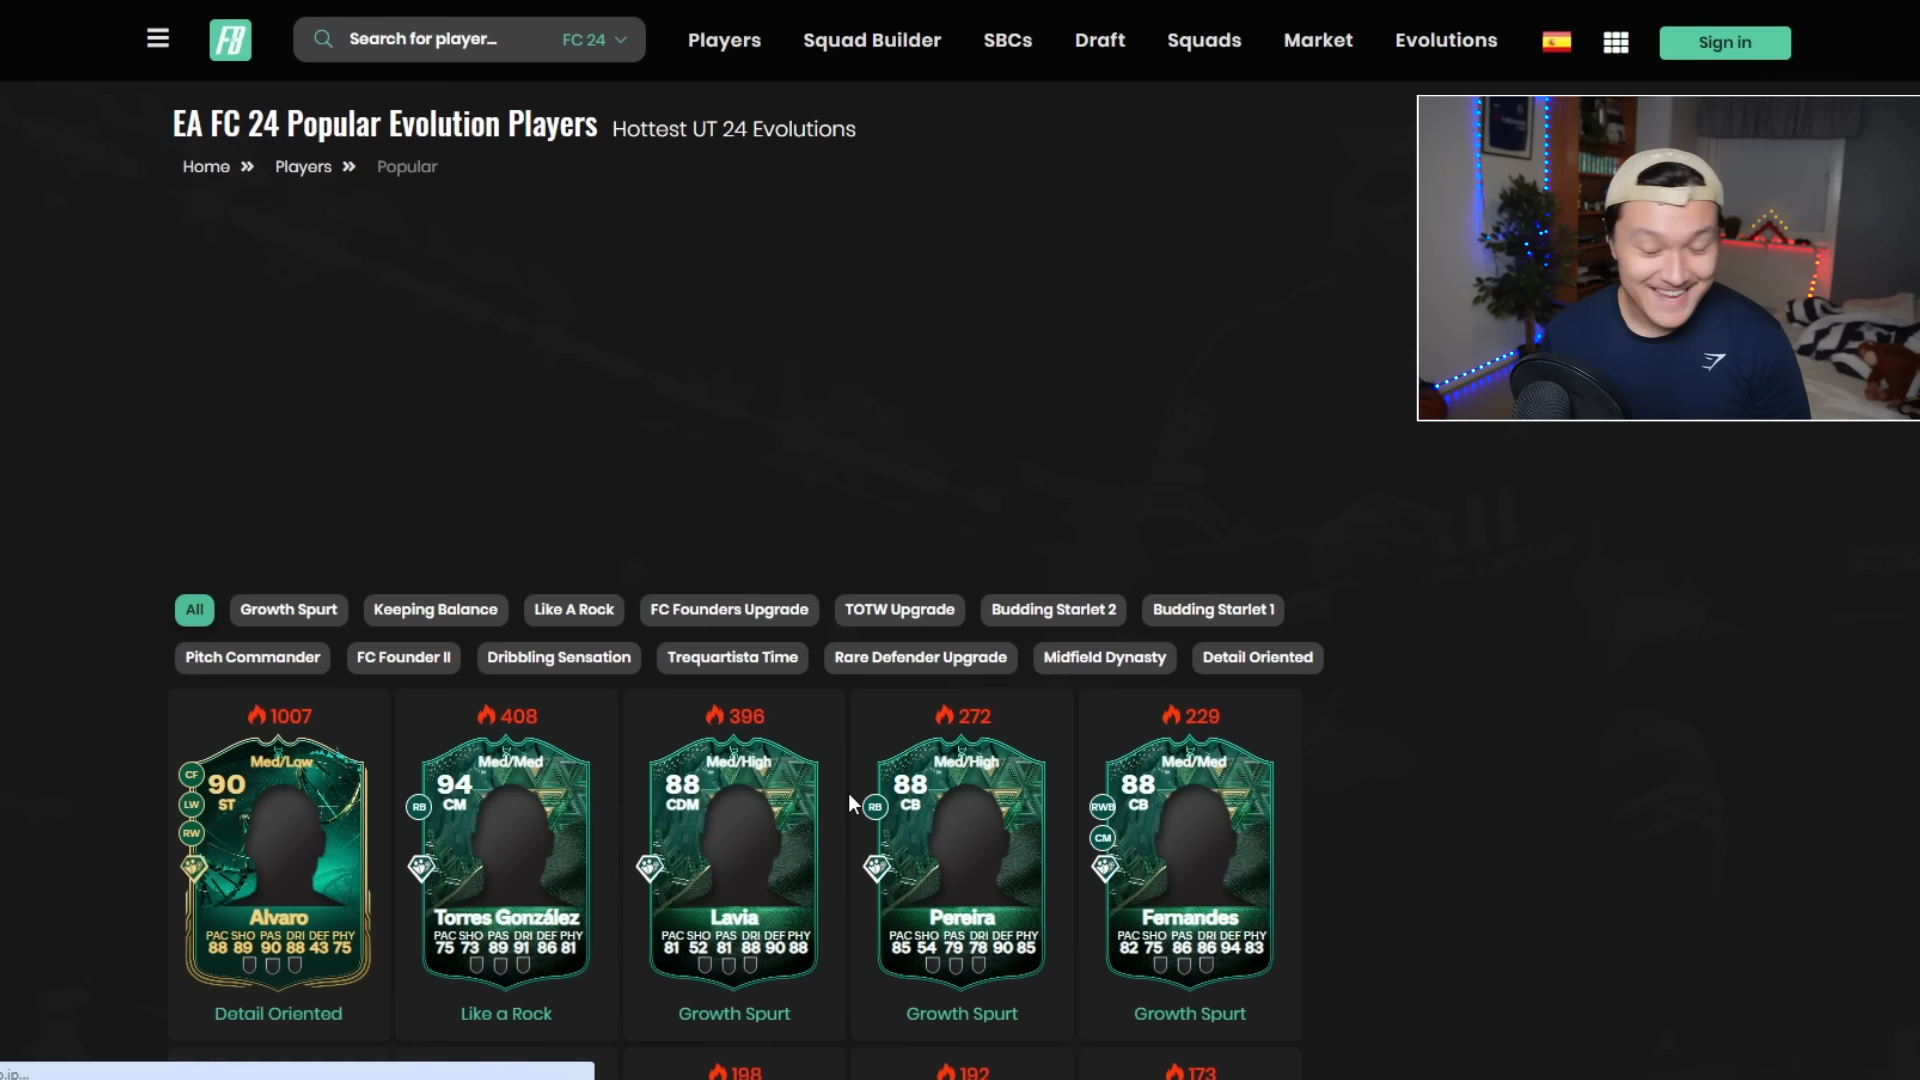 FB
Search for player...
FC 24
Players
Squad Builder
SBCs
Draft
Squads
Market
Evolutions
Sign in
EA FC 24 Popular Evolution Players
Hottest UT 24 Evolutions
Home » Players » Popular
All
Growth Spurt
Keeping Balance
Like A Rock
FC Founders Upgrade
TOTW Upgrade
Budding Starlet 2
Budding Starlet 1
Pitch Commander
FC Founder II
Dribbling Sensation
Trequartista Time
Rare Defender Upgrade
Midfield Dynasty
Detail Oriented
1007
Med/Low
90
ST
CF
LW
RW
Alvaro
PAC SHO PAS DRI DEF PHY
88 89 90 88 43 75
Detail Oriented
408
Med/Med
94
CM
RB
Torres González
PAC SHO PAS DRI DEF PHY
75 73 89 91 86 81
Like a Rock
396
Med/High
88
CDM
Lavia
PAC SHO PAS DRI DEF PHY
81 52 81 88 90 88
Growth Spurt
272
Med/High
88
CB
RB
Pereira
PAC SHO PAS DRI DEF PHY
85 54 79 78 90 85
Growth Spurt
229
Med/Med
88
CB
RWB
CM
Fernandes
PAC SHO PAS DRI DEF PHY
82 75 86 86 94 83
Growth Spurt
198
192
173